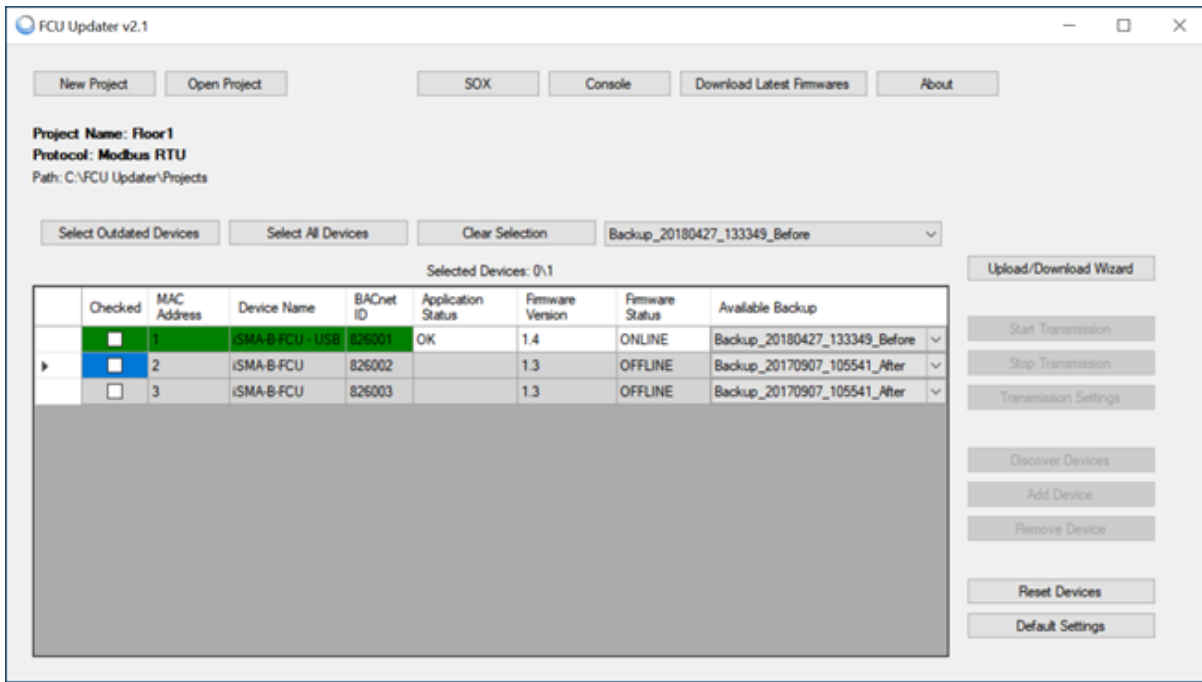 FCU Updater v2.1
New Project Open Project SOX Console Download Latest Firmwares About
Project Name: Floor1
Protocol: Modbus RTU
Path: C:\FCU Updater\Projects
Select Outdated Devices Select All Devices Clear Selection Backup_20180427_133349_Before
Selected Devices: 0\1
Upload/Download Wizard
Checked MAC Address Device Name BACnet ID Application Status Firmware Version Firmware Status Available Backup
1 iSMA-B-FCU - USB 826001 OK 1.4 ONLINE Backup_20180427_133349_Before
2 iSMA-B-FCU 826002 1.3 OFFLINE Backup_20170907_105541_After
3 iSMA-B-FCU 826003 1.3 OFFLINE Backup_20170907_105541_After
Start Transmission
Stop Transmission
Transmission Settings
Discover Devices
Add Device
Remove Device
Reset Devices
Default Settings